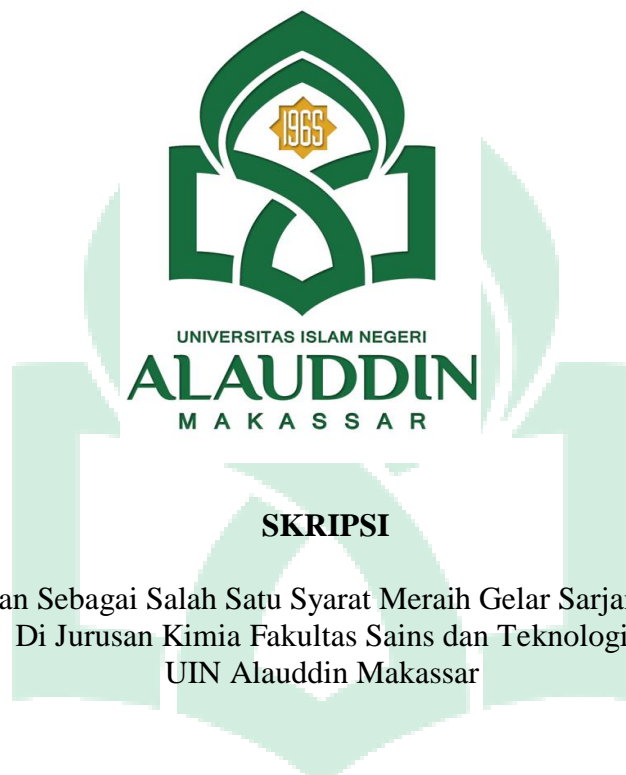 1965
UNIVERSITAS ISLAM NEGERI
ALAUDDIN
MAKASSAR
SKRIPSI
an Sebagai Salah Satu Syarat Meraih Gelar Sarja
Di Jurusan Kimia Fakultas Sains dan Teknologi
UIN Alauddin Makassar